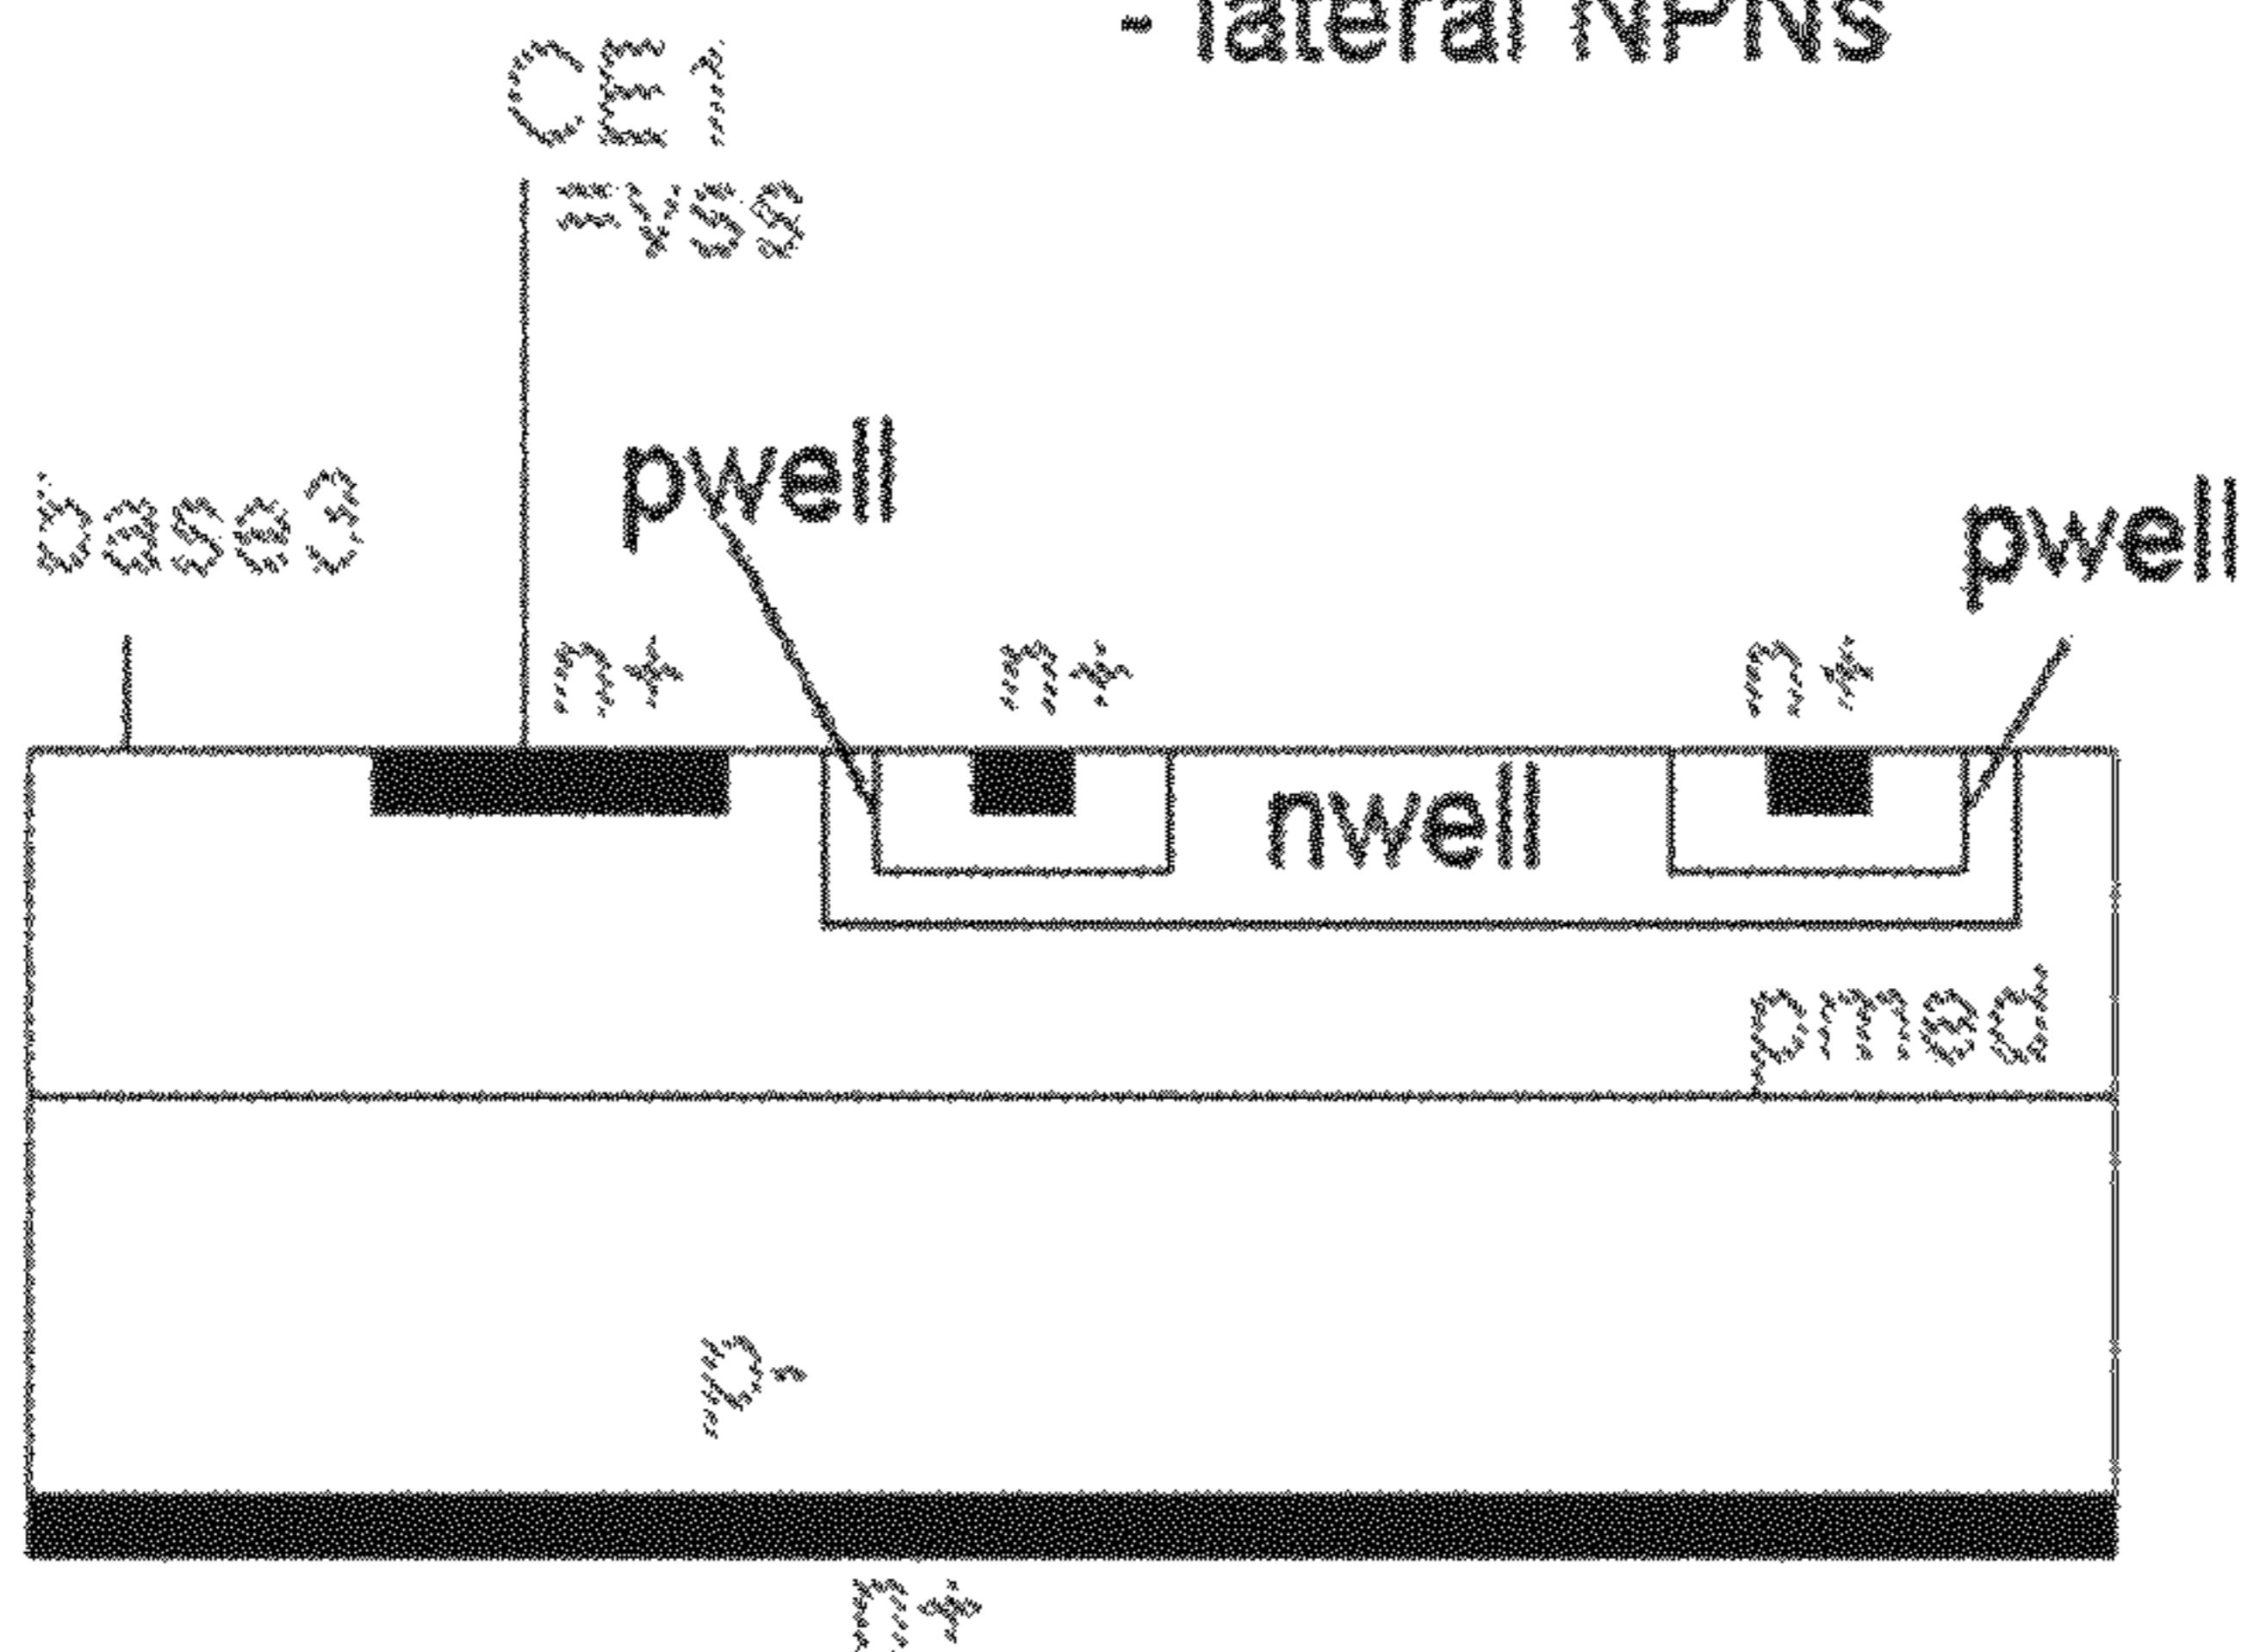 - lateral NPNs
CE1
=VSS
pwell
base3
pwell
n+
n+
n+
nwell
pmed
p-
n+